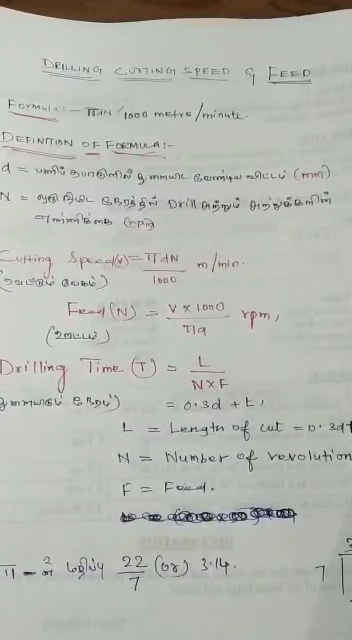 DRILLING CUTTING SPEED & FEED
Formula:- πdN/1000 metre/minute.
DEFINITION OF FORMULA:-
d = பணிப் பொருளில் துளையிட வேண்டிய விட்டம் (mm)
N = ஒரு நிமிட நேரத்தில் Drill சுற்றும் சுற்றுக்களின்
எண்ணிக்கை (rpm)
Cutting Speed(v) = πdN/1000 m/min.
(வெட்டும் வேகம்)
Feed (N) = V×1000/πd rpm,
(ஊட்டம்)
Drilling Time (T) = L/N×F
துளையிடும் நேரம்) = 0.3d + t,
L = Length of cut = 0.3d+
N = Number of revolution
F = Feed.
π - ன் மதிப்பு 22/7 (or) 3.14.
7